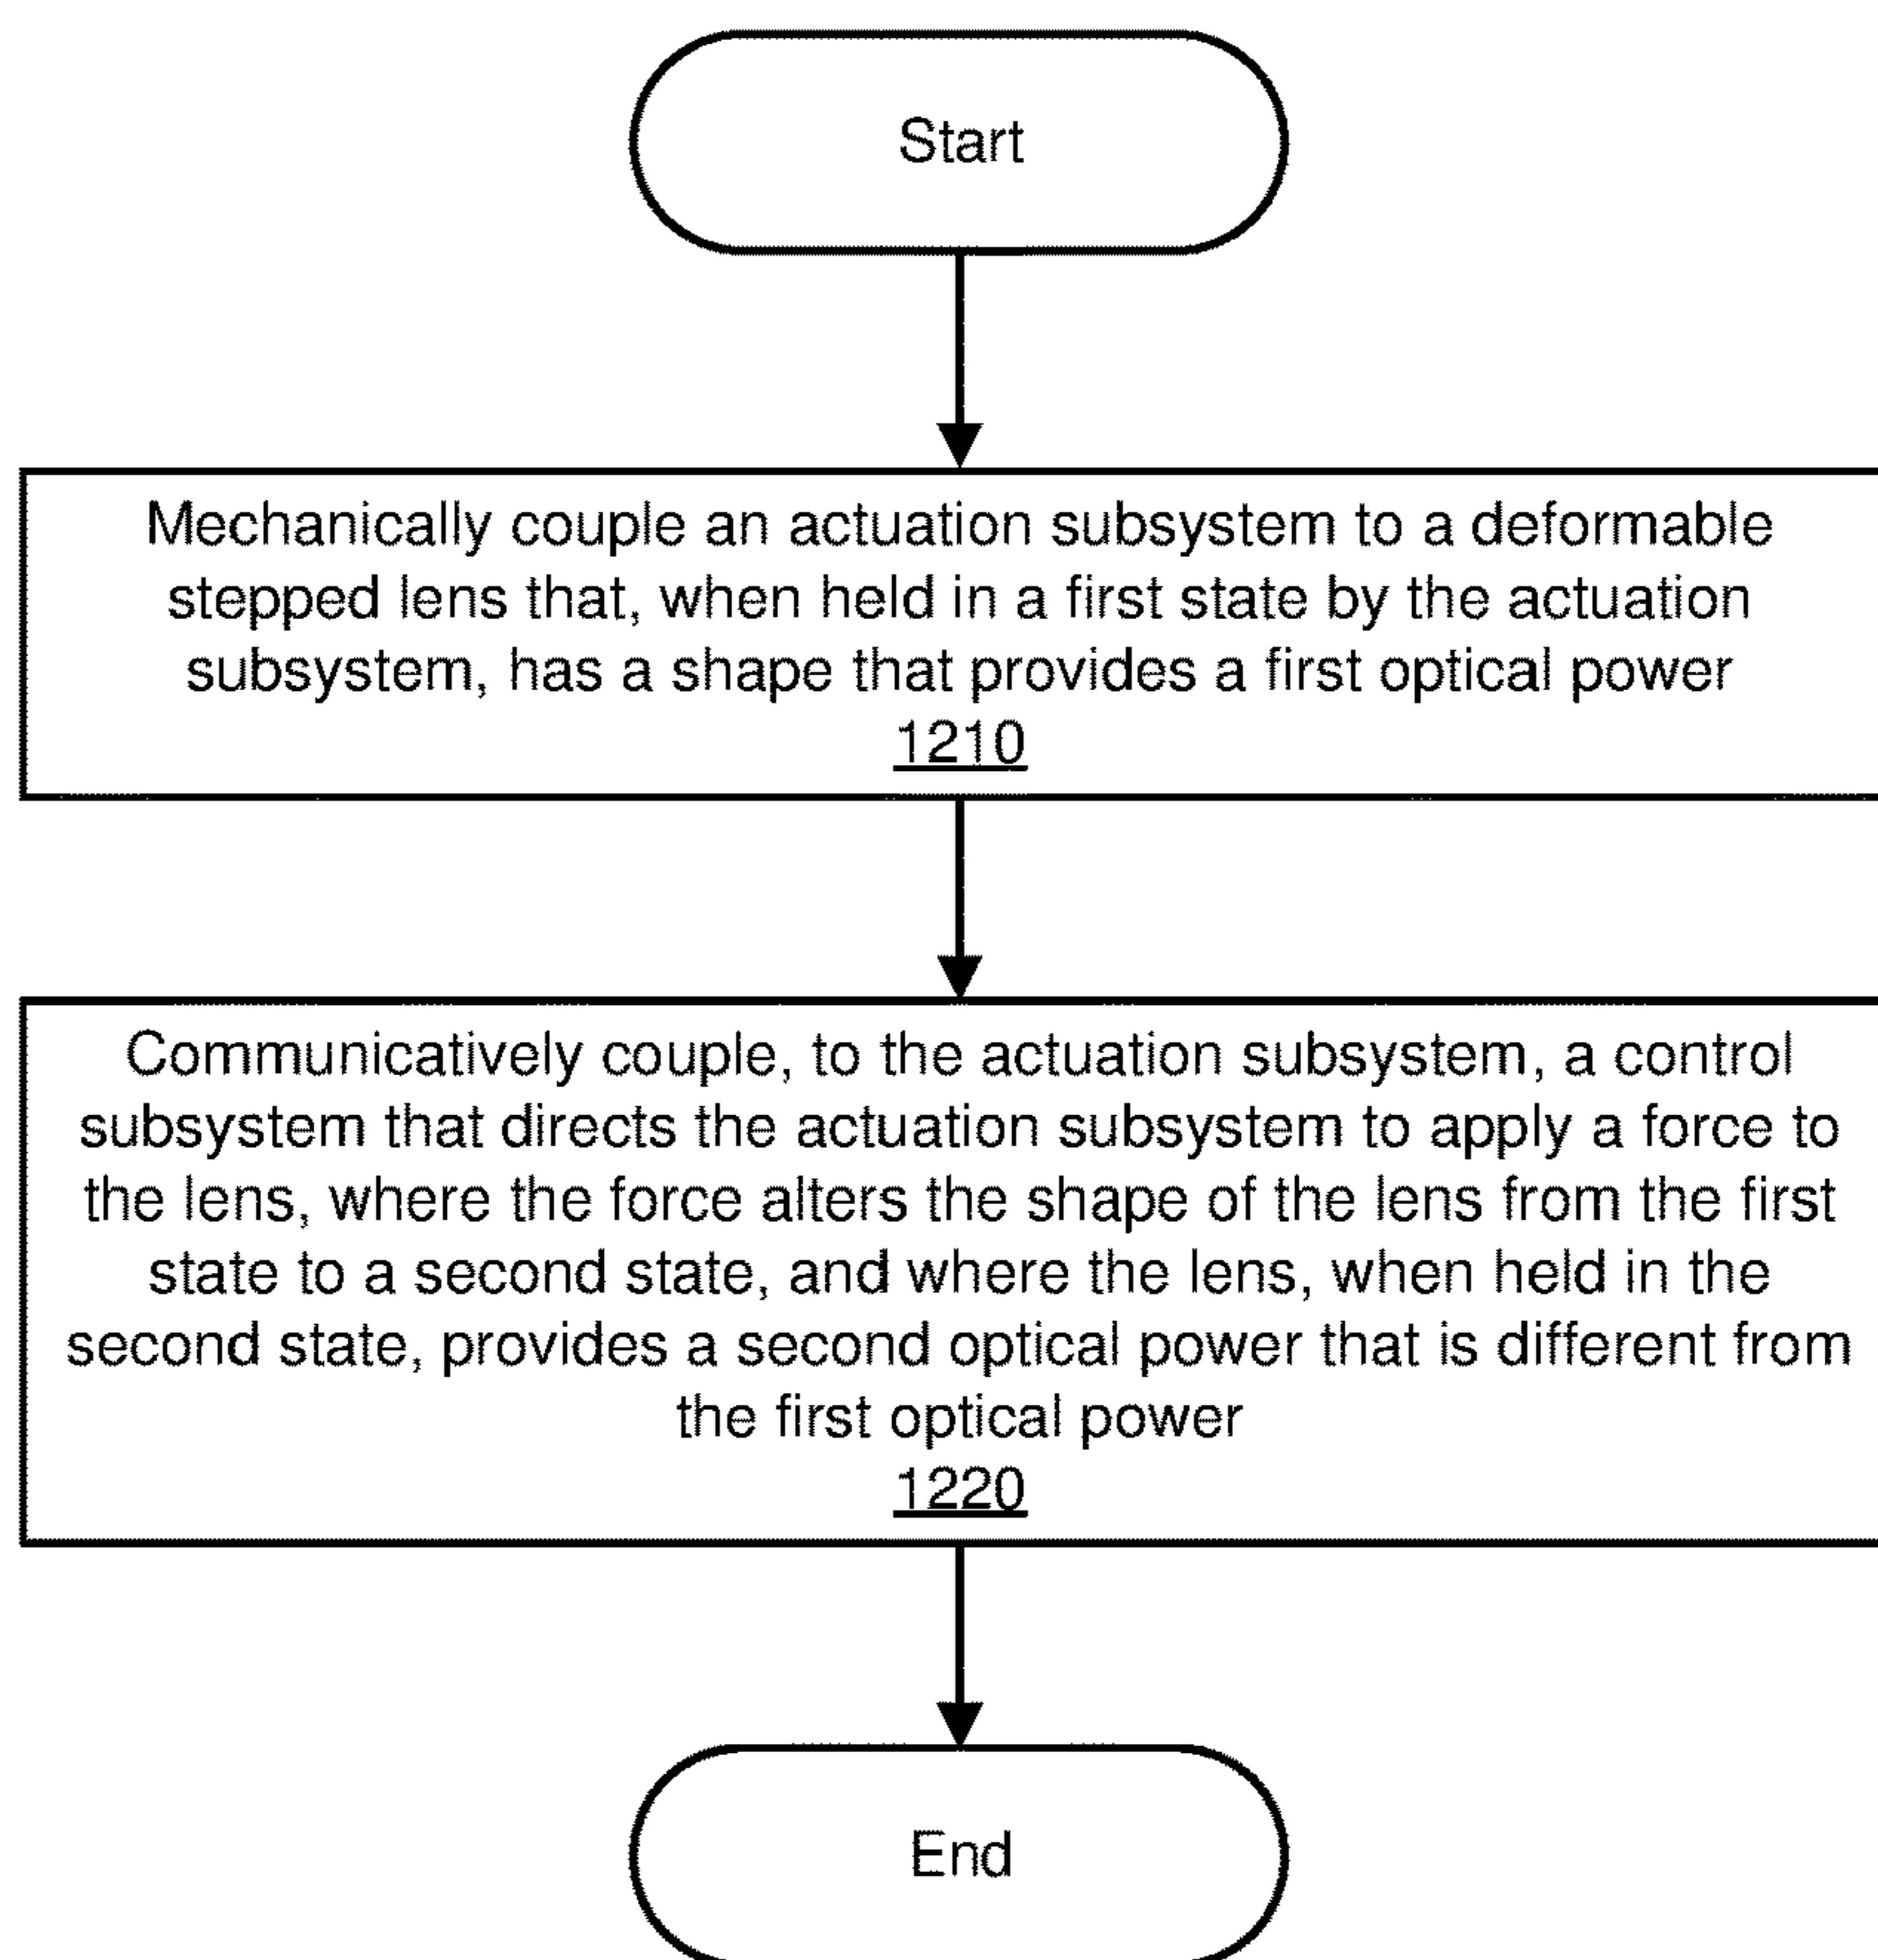 Start
Mechanically couple an actuation subsystem to a deformable
stepped lens that, when held in a first state by the actuation
subsystem, has a shape that provides a first optical power
1210
Communicatively couple, to the actuation subsystem, a control
subsystem that directs the actuation subsystem to apply a force to
the lens, where the force alters the shape of the lens from the first
state to a second state, and where the lens, when held in the
second state, provides a second optical power that is different from
the first optical power
1220
End